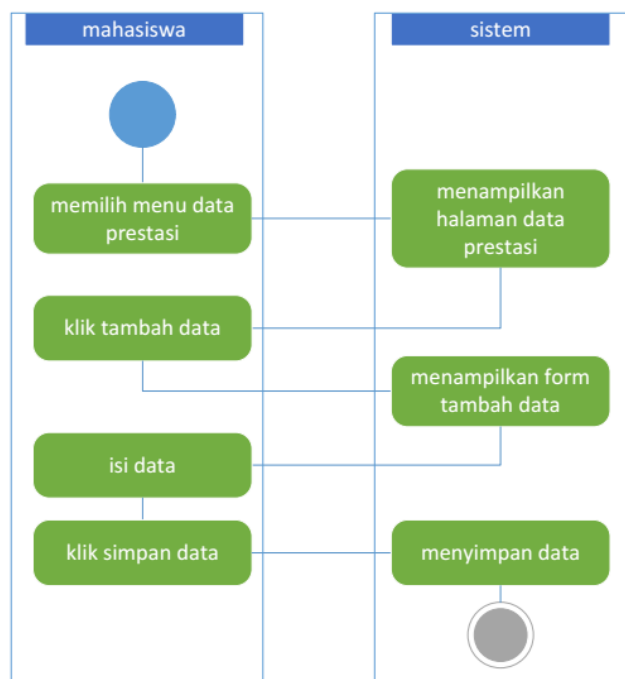 mahasiswa
sistem
memilih menu data
prestasi
menampilkan
halaman data
prestasi
klik tambah data
menampilkan form
tambah data
isi data
klik simpan data
menyimpan data